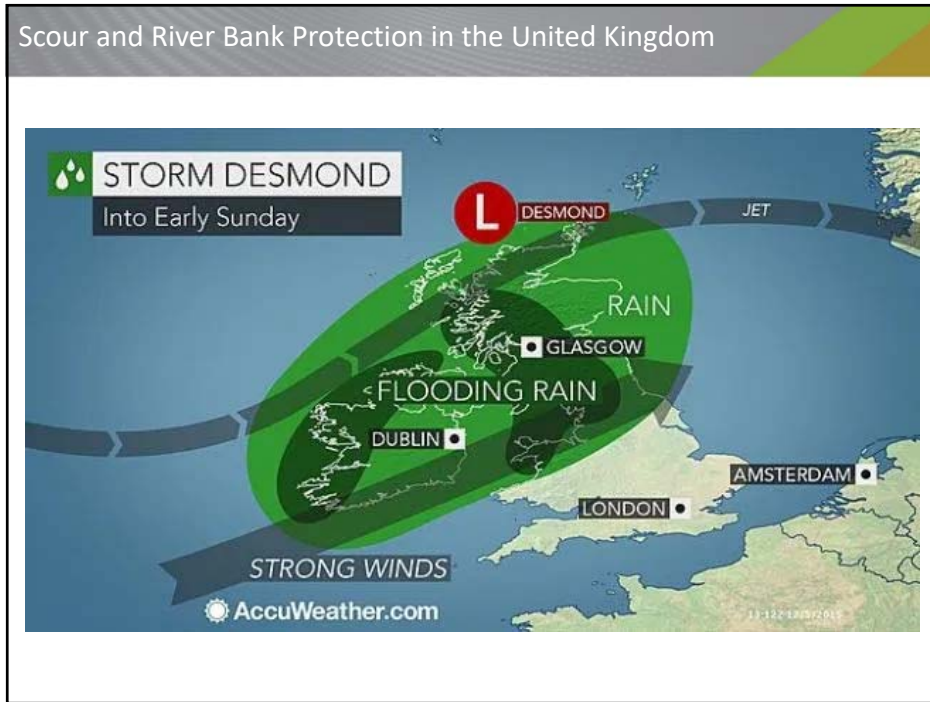 Scour and River Bank Protection in the United Kingdom
STORM DESMOND
Into Early Sunday
L
DESMOND
JET
RAIN
GLASGOW
FLOODING RAIN
DUBLIN
AMSTERDAM
LONDON
STRONG WINDS
AccuWeather.com